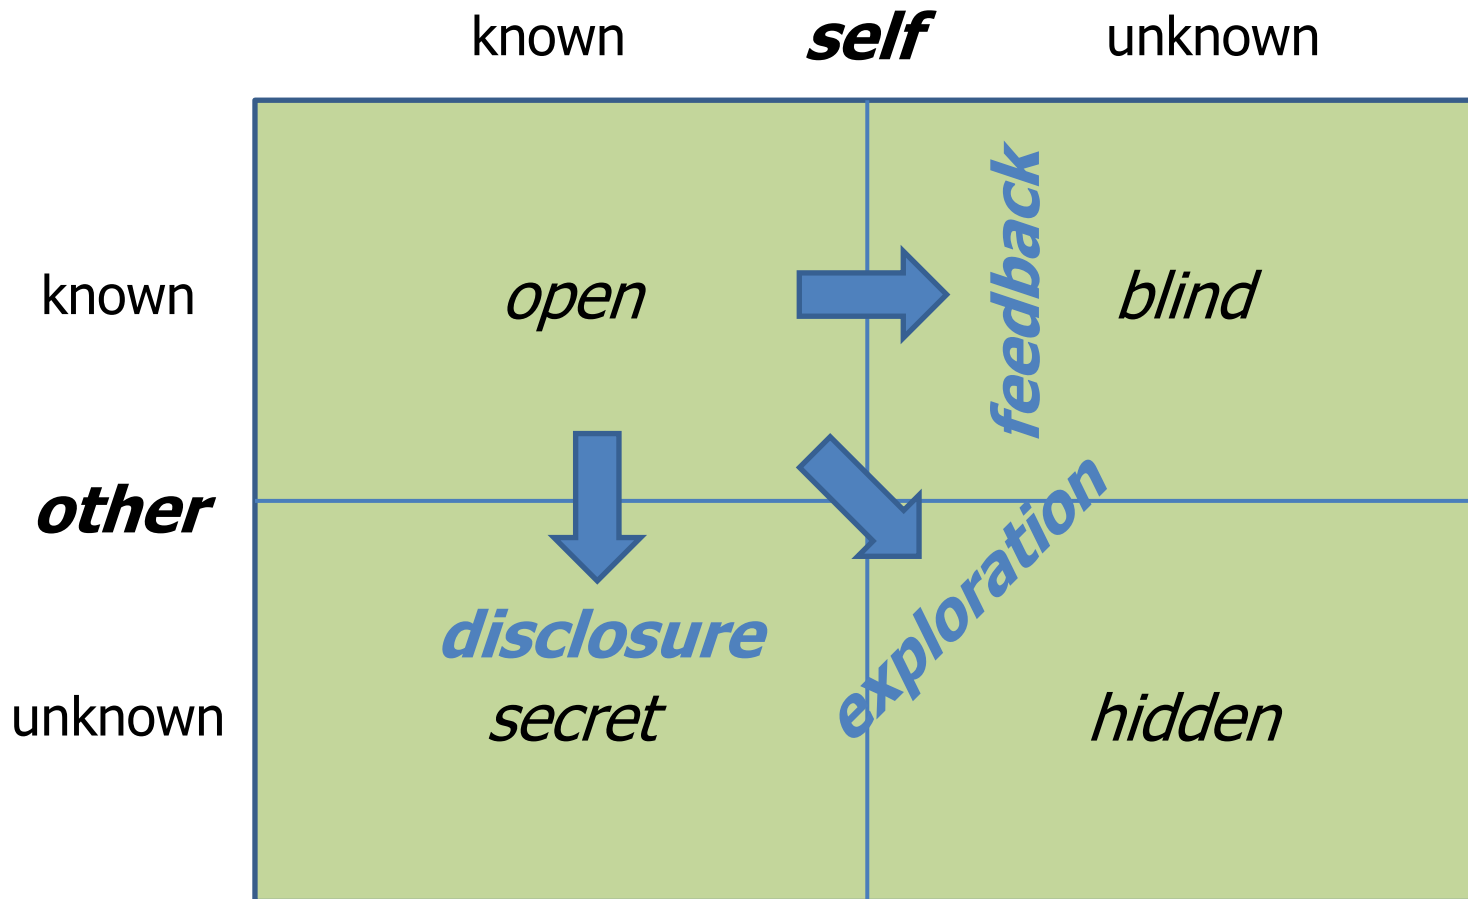 known self unknown
known open feedback blind
other
disclosure exploration
unknown secret hidden